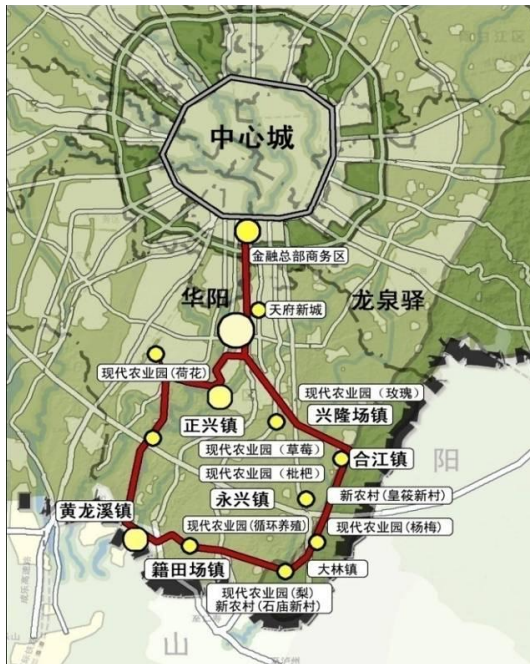 中心城
金融总部商务区
华阳
龙泉驿
天府新城
现代农业园(荷花)
现代农业园(玫瑰)
正兴镇
兴隆场镇
现代农业园(草莓)
阳
现代农业园(枇杷)
合江镇
永兴镇
新农村(皇筱新村)
黄龙溪镇
现代农业园(循环养殖)
现代农业园(杨梅)
籍田场镇
大林镇
现代农业园(梨)
新农村(石庙新村)
山